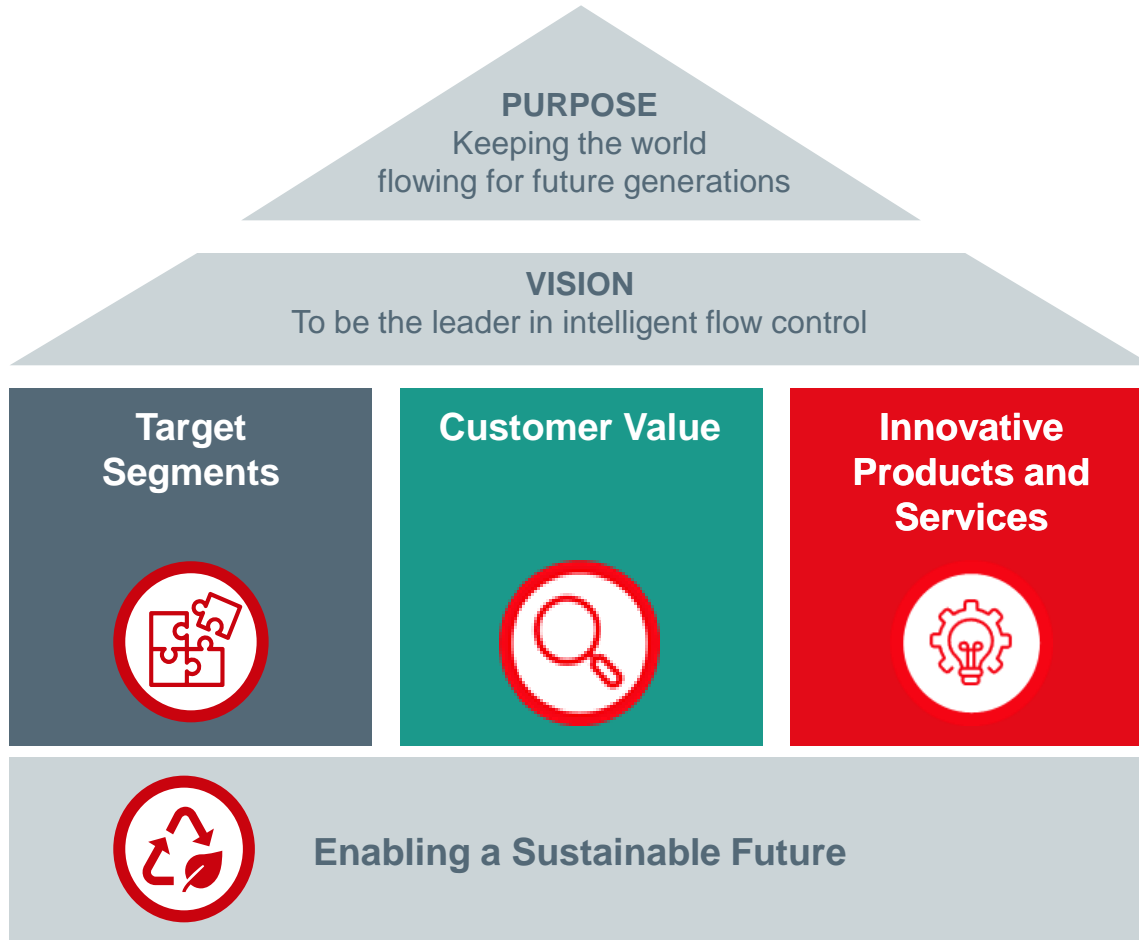 PURPOSE
Keeping the world
flowing for future generations
VISION
To be the leader in intelligent flow control
Target
Segments
Customer Value
Innovative
Products and
Services
Enabling a Sustainable Future